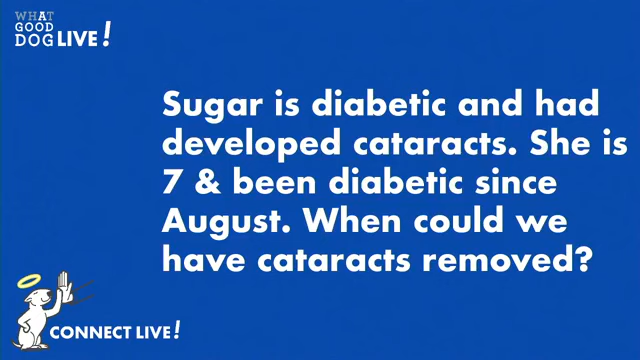 WHAT
GOOD
DOG LIVE!
Sugar is diabetic and had
developed cataracts. She is
7 & been diabetic since
August. When could we
have cataracts removed?
CONNECT LIVE!